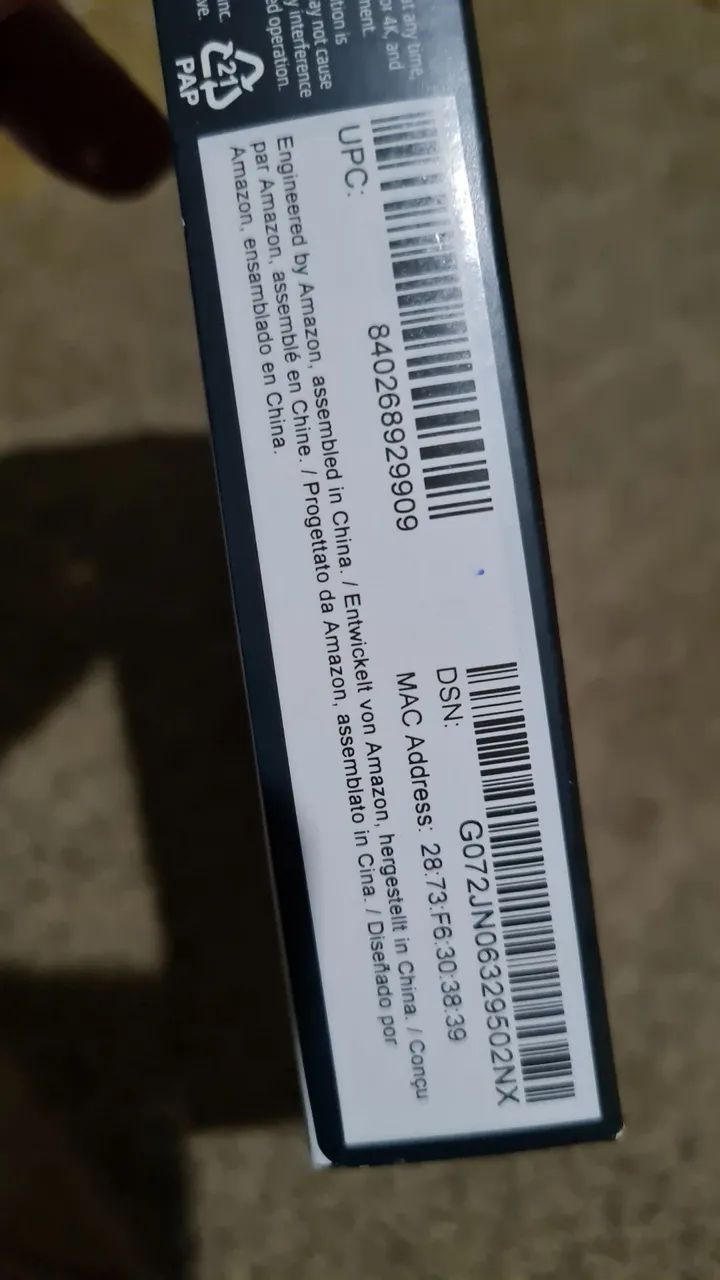 at any time,
or 4K, and
ment.
tion is
ay not cause
y interference
ed operation.
inc.
ve.
21
PAP
UPC:
840268929909
DSN:
G072JN06329502NX
MAC Address: 28:73:F6:30:38:39
Engineered by Amazon, assembled in China. / Entwickelt von Amazon, hergestellt in China. / Conçu
par Amazon, assemblé en Chine. / Progettato da Amazon, assemblato in Cina. / Diseñado por
Amazon, ensamblado en China.